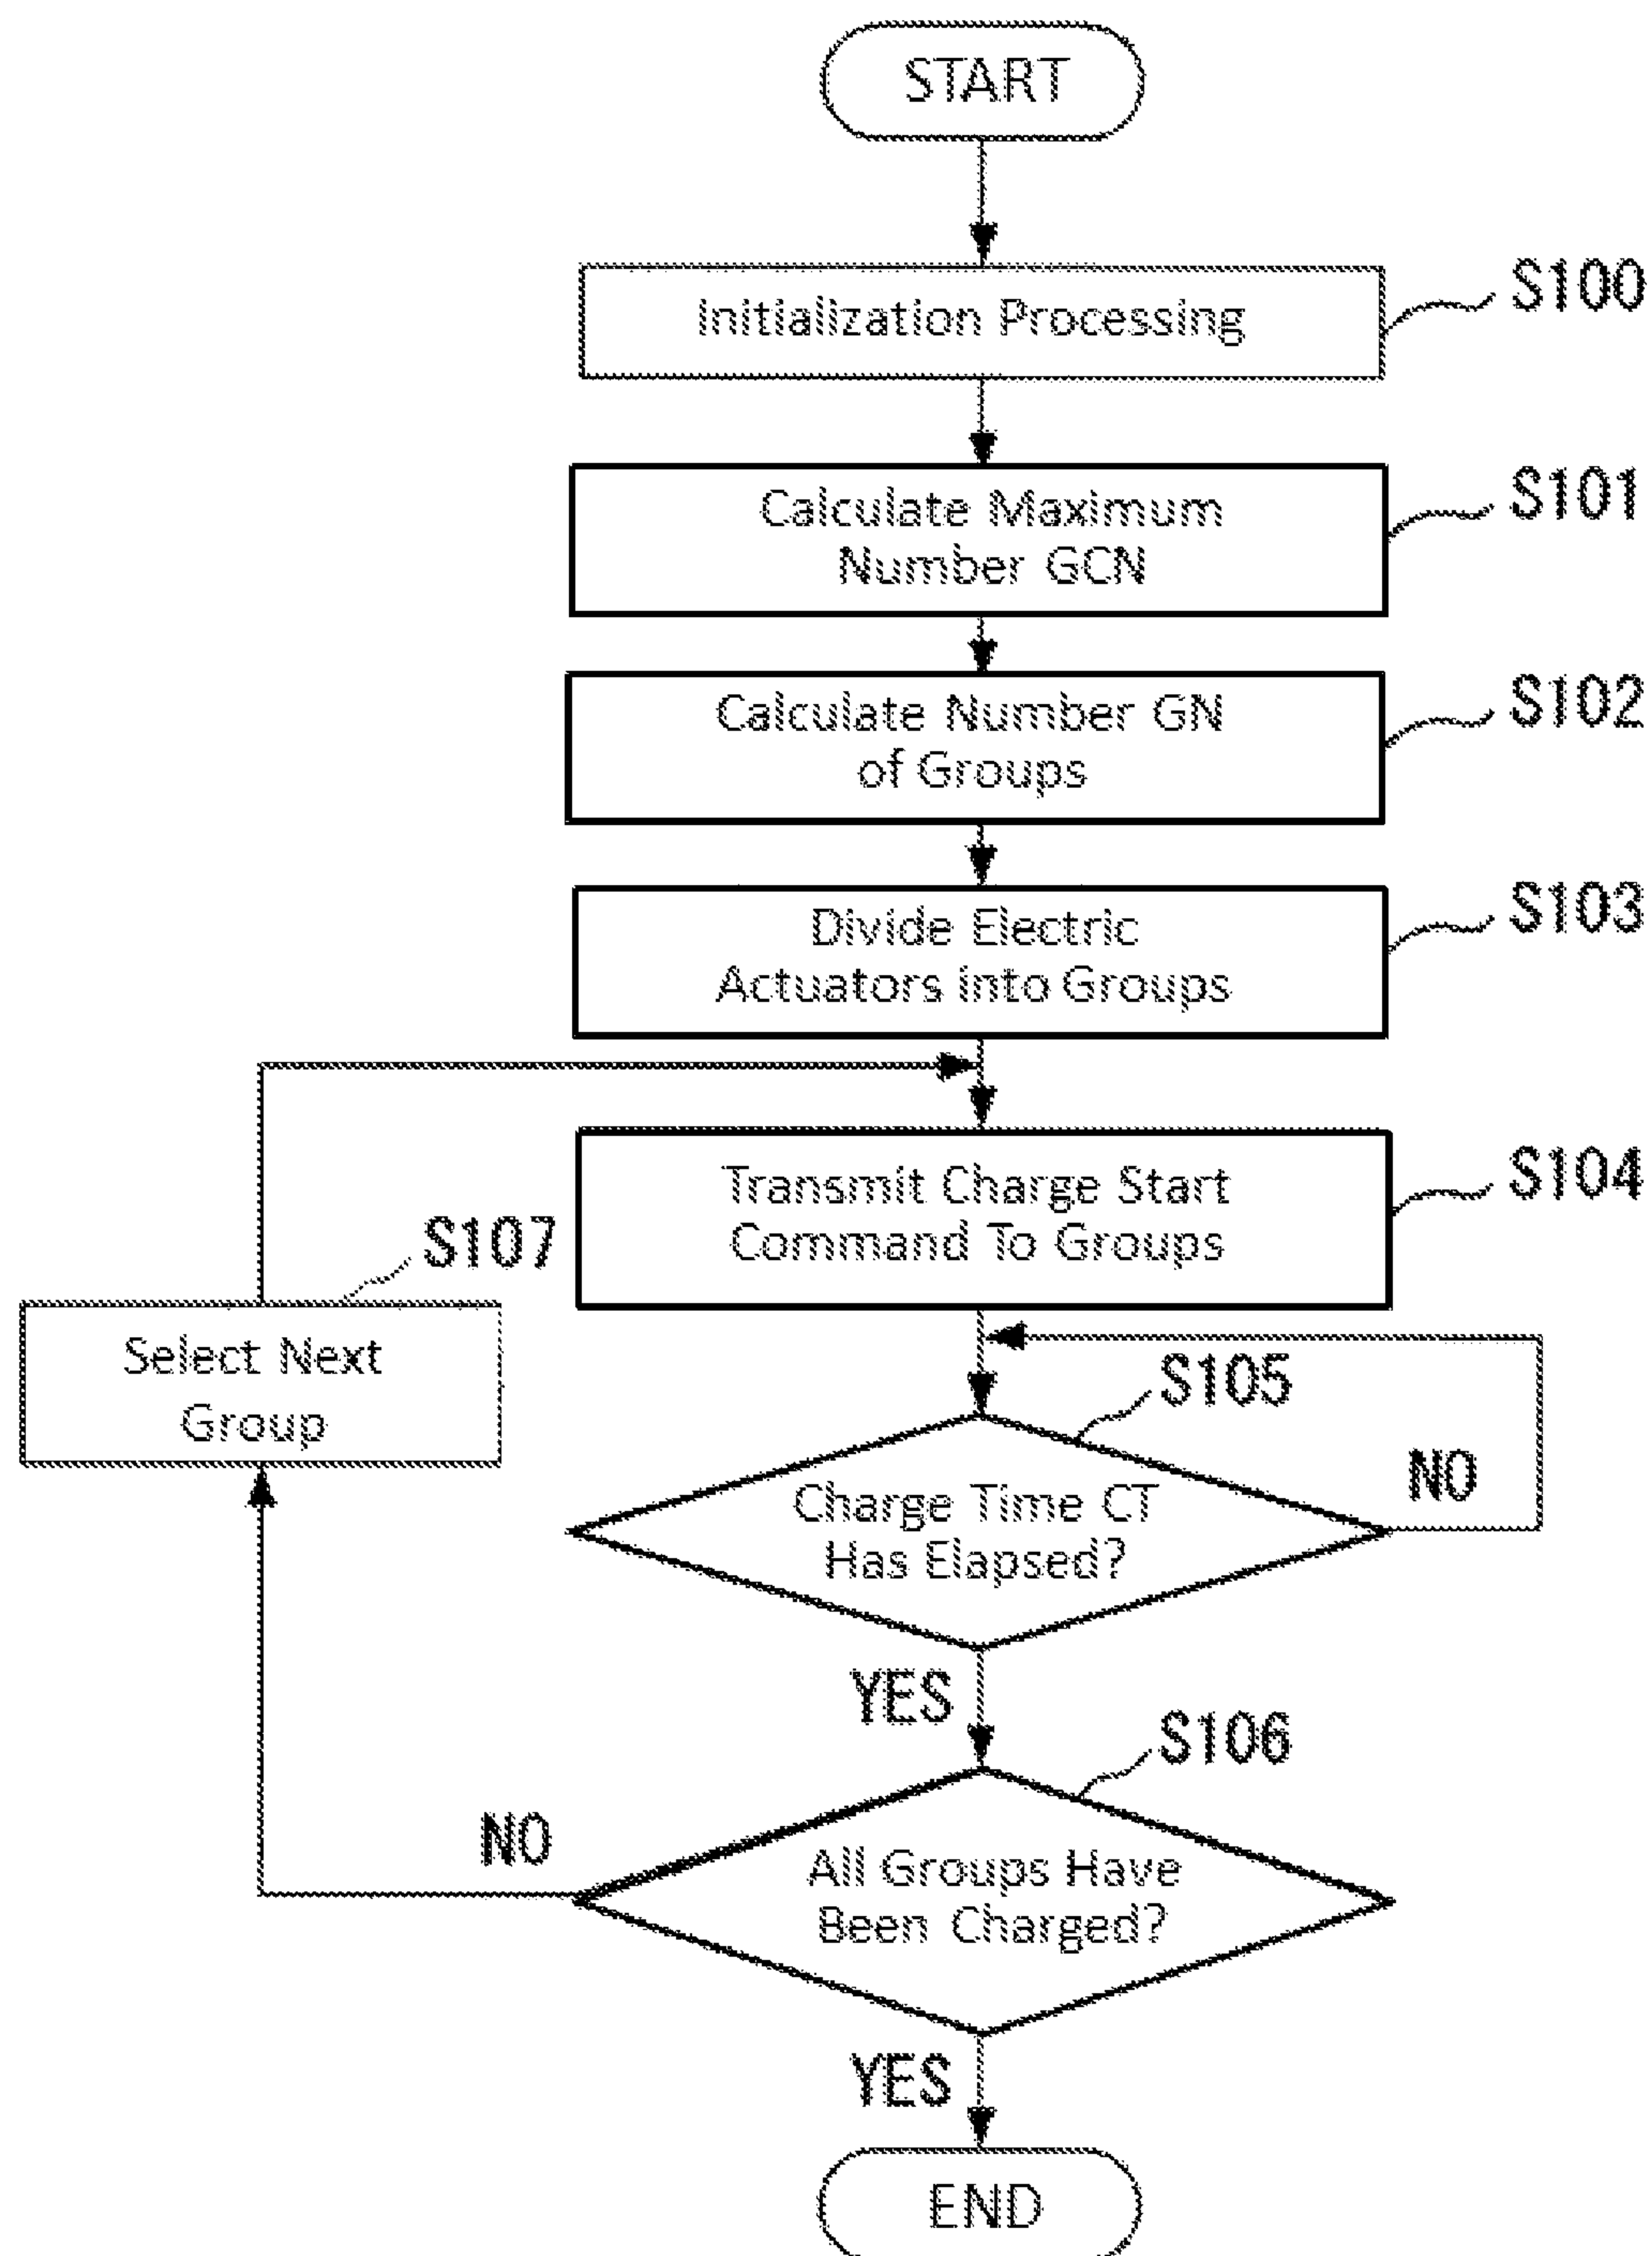 START
Initialization Processing
S100
Calculate Maximum
Number GCN
S101
Calculate Number GN
of Groups
S102
Divide Electric
Actuators into Groups
S103
Transmit Charge Start
Command To Groups
S104
S107
Select Next
Group
S105
Charge Time CT
Has Elapsed?
NO
YES
S106
All Groups Have
Been Charged?
NO
YES
END